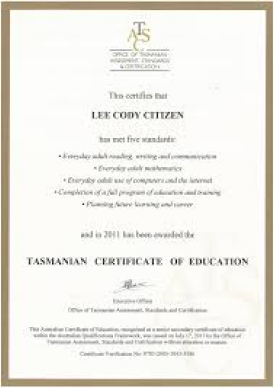 TASC
OFFICE OF TASMANIAN
ASSESSMENT, STANDARDS
& CERTIFICATION
This certifies that
LEE CODY CITIZEN
has met five standards:
• Everyday adult reading, writing and communication
• Everyday adult mathematics
• Everyday adult use of computers and the internet
• Completion of a full program of education and training
• Planning future learning and career
and in 2011 has been awarded the
TASMANIAN CERTIFICATE OF EDUCATION
Executive Officer
Office of Tasmanian Assessment, Standards and Certification
This Australian Certificate of Education, recognised as a senior secondary certificate of education
within the Australian Qualifications Framework, was issued on July 17, 2015 by the Office of
Tasmanian Assessment, Standards and Certification without alteration or erasure.
Certificate Verification No: